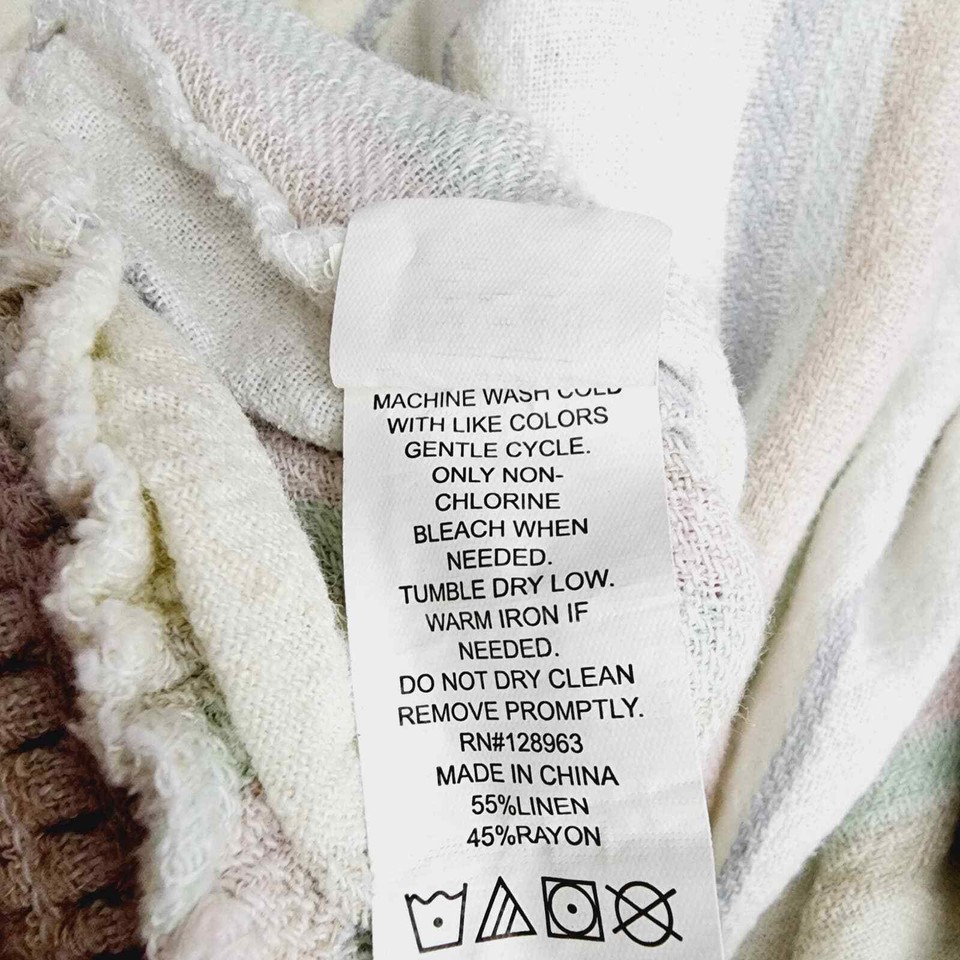 MACHINE WASH COLD
WITH LIKE COLORS
GENTLE CYCLE.
ONLY NON-
CHLORINE
BLEACH WHEN
NEEDED.
TUMBLE DRY LOW.
WARM IRON IF
NEEDED.
DO NOT DRY CLEAN
REMOVE PROMPTLY.
RN#128963
MADE IN CHINA
55%LINEN
45%RAYON